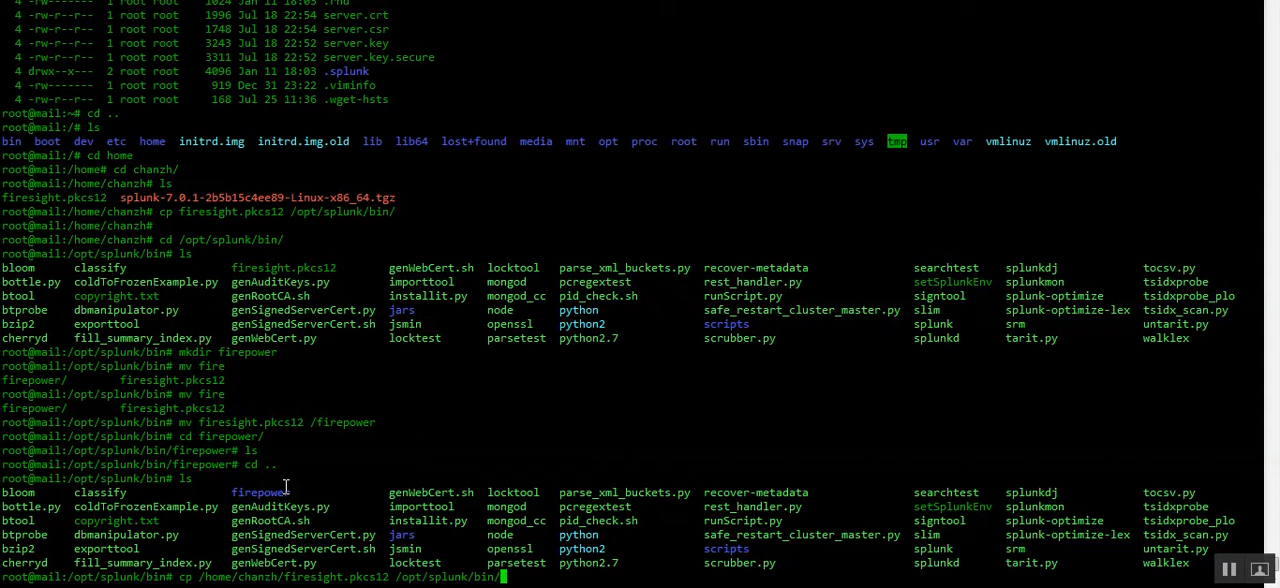 4 -rw------- 1 root root 1024 Jan 11 18:03 .rnd
4 -rw-r--r-- 1 root root 1996 Jul 18 22:54 server.crt
4 -rw-r--r-- 1 root root 1748 Jul 18 22:54 server.csr
4 -rw-r--r-- 1 root root 3243 Jul 18 22:52 server.key
4 -rw-r--r-- 1 root root 3311 Jul 18 22:52 server.key.secure
4 drwx--x--- 2 root root 4096 Jan 11 18:03 .splunk
4 -rw------- 1 root root 919 Dec 31 23:22 .viminfo
4 -rw-r--r-- 1 root root 168 Jul 25 11:36 .wget-hsts
root@mail:~# cd ..
root@mail:/# ls
bin boot dev etc home initrd.img initrd.img.old lib lib64 lost+found media mnt opt proc root run sbin snap srv sys tmp usr var vmlinuz vmlinuz.old
root@mail:/# cd home
root@mail:/home# cd chanzh/
root@mail:/home/chanzh# ls
firesight.pkcs12 splunk-7.0.1-2b5b15c4ee89-Linux-x86_64.tgz
root@mail:/home/chanzh# cp firesight.pkcs12 /opt/splunk/bin/
root@mail:/home/chanzh#
root@mail:/home/chanzh# cd /opt/splunk/bin/
root@mail:/opt/splunk/bin# ls
bloom classify firesight.pkcs12 genWebCert.sh locktool parse_xml_buckets.py recover-metadata searchtest splunkdj tocsv.py
bottle.py coldToFrozenExample.py genAuditKeys.py importtool mongod pcregextest rest_handler.py setSplunkEnv splunkmon tsidxprobe
btool copyright.txt genRootCA.sh installit.py mongod_cc pid_check.sh runScript.py signtool splunk-optimize tsidxprobe_plo
btprobe dbmanipulator.py genSignedServerCert.py jars node python safe_restart_cluster_master.py slim splunk-optimize-lex tsidx_scan.py
bzip2 exporttool genSignedServerCert.sh jsmin openssl python2 scripts splunk srm untarit.py
cherryd fill_summary_index.py genWebCert.py locktest parsetest python2.7 scrubber.py splunkd tarit.py walklex
root@mail:/opt/splunk/bin# mkdir firepower
root@mail:/opt/splunk/bin# mv fire
firepower/ firesight.pkcs12
root@mail:/opt/splunk/bin# mv fire
firepower/ firesight.pkcs12
root@mail:/opt/splunk/bin# mv firesight.pkcs12 /firepower
root@mail:/opt/splunk/bin# cd firepower/
root@mail:/opt/splunk/bin/firepower# ls
root@mail:/opt/splunk/bin/firepower# cd ..
root@mail:/opt/splunk/bin# ls
bloom classify firepower genWebCert.sh locktool parse_xml_buckets.py recover-metadata searchtest splunkdj tocsv.py
bottle.py coldToFrozenExample.py genAuditKeys.py importtool mongod pcregextest rest_handler.py setSplunkEnv splunkmon tsidxprobe
btool copyright.txt genRootCA.sh installit.py mongod_cc pid_check.sh runScript.py signtool splunk-optimize tsidxprobe_plo
btprobe dbmanipulator.py genSignedServerCert.py jars node python safe_restart_cluster_master.py slim splunk-optimize-lex tsidx_scan.py
bzip2 exporttool genSignedServerCert.sh jsmin openssl python2 scripts splunk srm untarit.py
cherryd fill_summary_index.py genWebCert.py locktest parsetest python2.7 scrubber.py splunkd tarit.py walklex
root@mail:/opt/splunk/bin# cp /home/chanzh/firesight.pkcs12 /opt/splunk/bin/